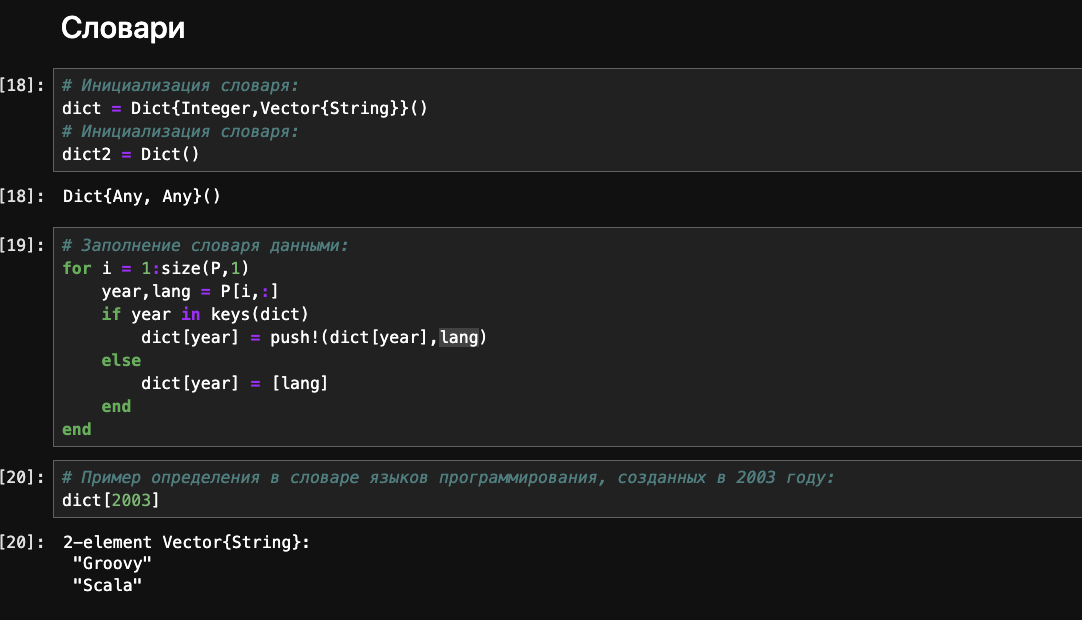 Словари
[18]:
# Инициализация словаря:
dict = Dict{Integer,Vector{String}}()
# Инициализация словаря:
dict2 = Dict()
[18]: Dict{Any, Any}()
[19]:
# Заполнение словаря данными:
for i = 1:size(P,1)
    year,lang = P[i,:]
    if year in keys(dict)
        dict[year] = push!(dict[year],lang)
    else
        dict[year] = [lang]
    end
end
[20]:
# Пример определения в словаре языков программирования, созданных в 2003 году:
dict[2003]
[20]: 2-element Vector{String}:
 "Groovy"
 "Scala"